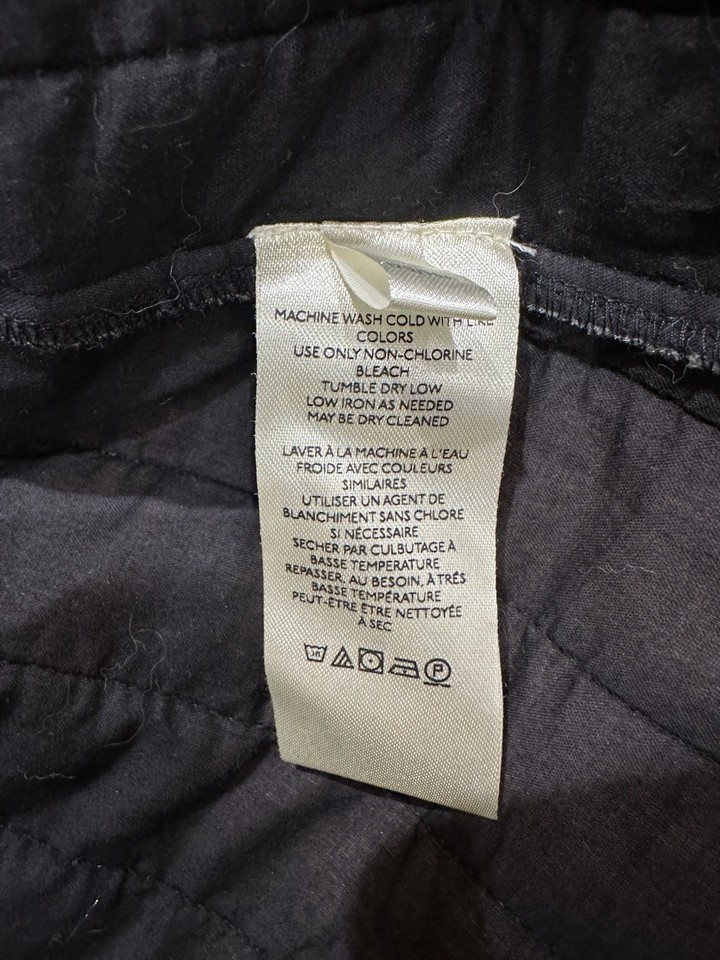 MACHINE WASH COLD WITH LIKE
COLORS
USE ONLY NON-CHLORINE
BLEACH
TUMBLE DRY LOW
LOW IRON AS NEEDED
MAY BE DRY CLEANED
LAVER À LA MACHINE À L'EAU
FROIDE AVEC COULEURS
SIMILAIRES
UTILISER UN AGENT DE
BLANCHIMENT SANS CHLORE
SI NÉCESSAIRE
SECHER PAR CULBUTAGE À
BASSE TEMPERATURE
REPASSER, AU BESOIN, À TRÉS
BASSE TEMPÉRATURE
PEUT-ÊTRE ÊTRE NETTOYÉE
À SEC
P